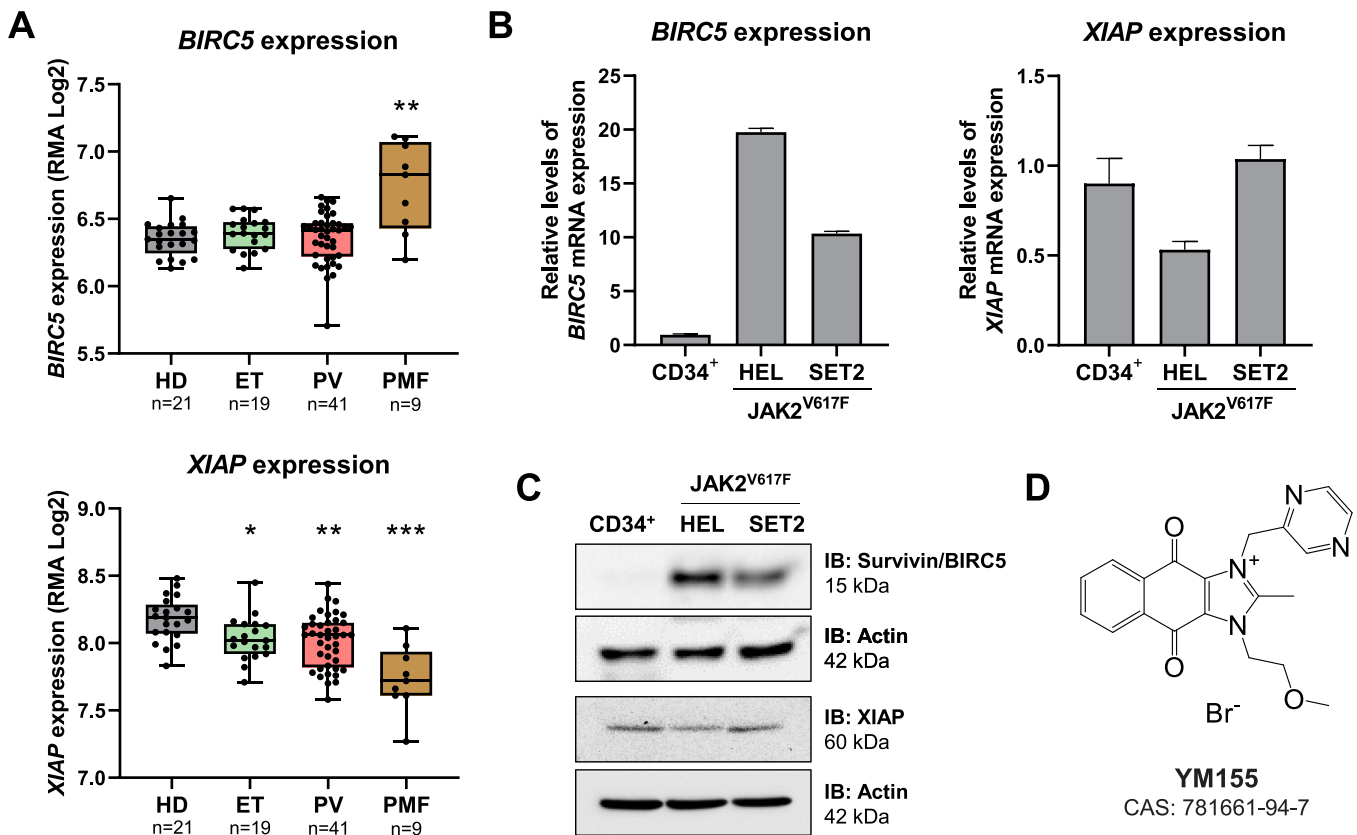 A
BIRC5 expression
BIRC5 expression (RMA Log2)
7.5
7.0
6.5
6.0
5.5
**
HD
ET
PV
PMF
n=21
n=19
n=41
n=9
XIAP expression
XIAP expression (RMA Log2)
9.0
8.5
8.0
7.5
7.0
*
**
***
HD
ET
PV
PMF
n=21
n=19
n=41
n=9
B
BIRC5 expression
Relative levels of
BIRC5 mRNA expression
25
20
15
10
5
0
CD34+
HEL
SET2
JAK2V617F
XIAP expression
Relative levels of
XIAP mRNA expression
1.5
1.0
0.5
0.0
CD34+
HEL
SET2
JAK2V617F
C
JAK2V617F
CD34+
HEL
SET2
IB: Survivin/BIRC5
15 kDa
IB: Actin
42 kDa
IB: XIAP
60 kDa
IB: Actin
42 kDa
D
N
N
O
N+
N
O
O
Br-
YM155
CAS: 781661-94-7